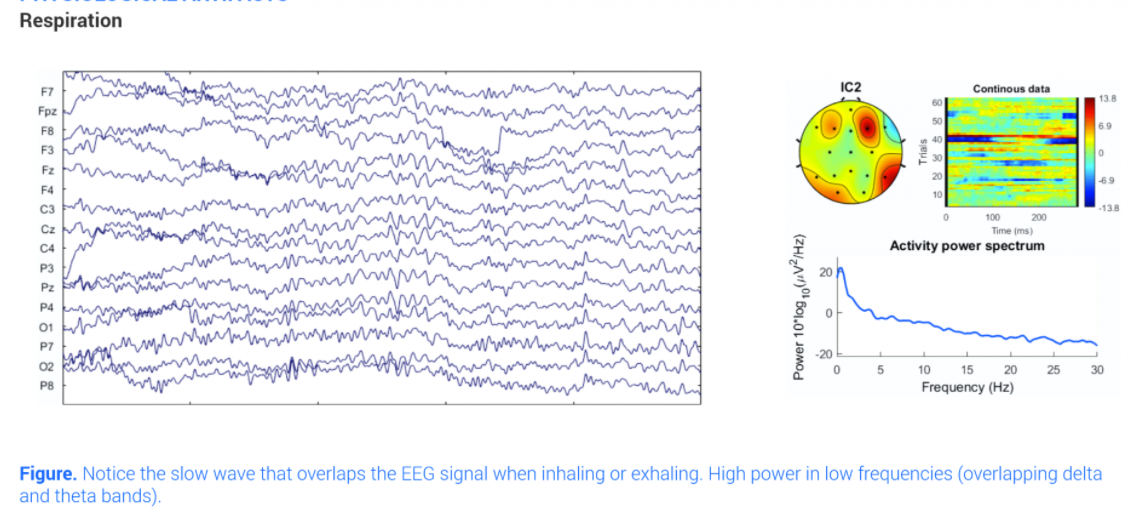 Respiration
F7
Fpz
F8
F3
Fz
F4
C3
Cz
C4
P3
Pz
P4
O1
P7
O2
P8
IC2
Continous data
Trials
60
50
40
30
20
10
0 100 200
Time (ms)
13.8
6.9
0
-6.9
-13.8
Activity power spectrum
Power 10*log10(μV2/Hz)
20
0
-20
0 5 10 15 20 25 30
Frequency (Hz)
Figure. Notice the slow wave that overlaps the EEG signal when inhaling or exhaling. High power in low frequencies (overlapping delta
and theta bands).